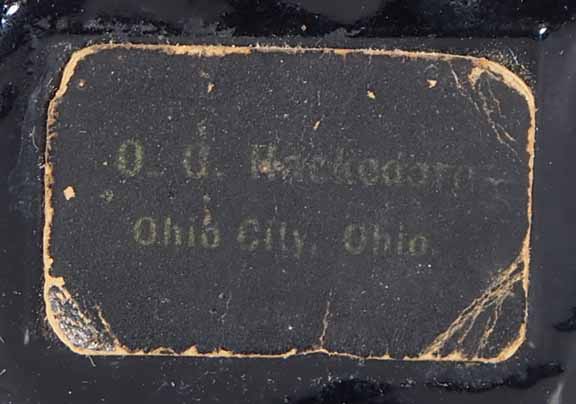 O. G. Hackedorn
Ohio City, Ohio.